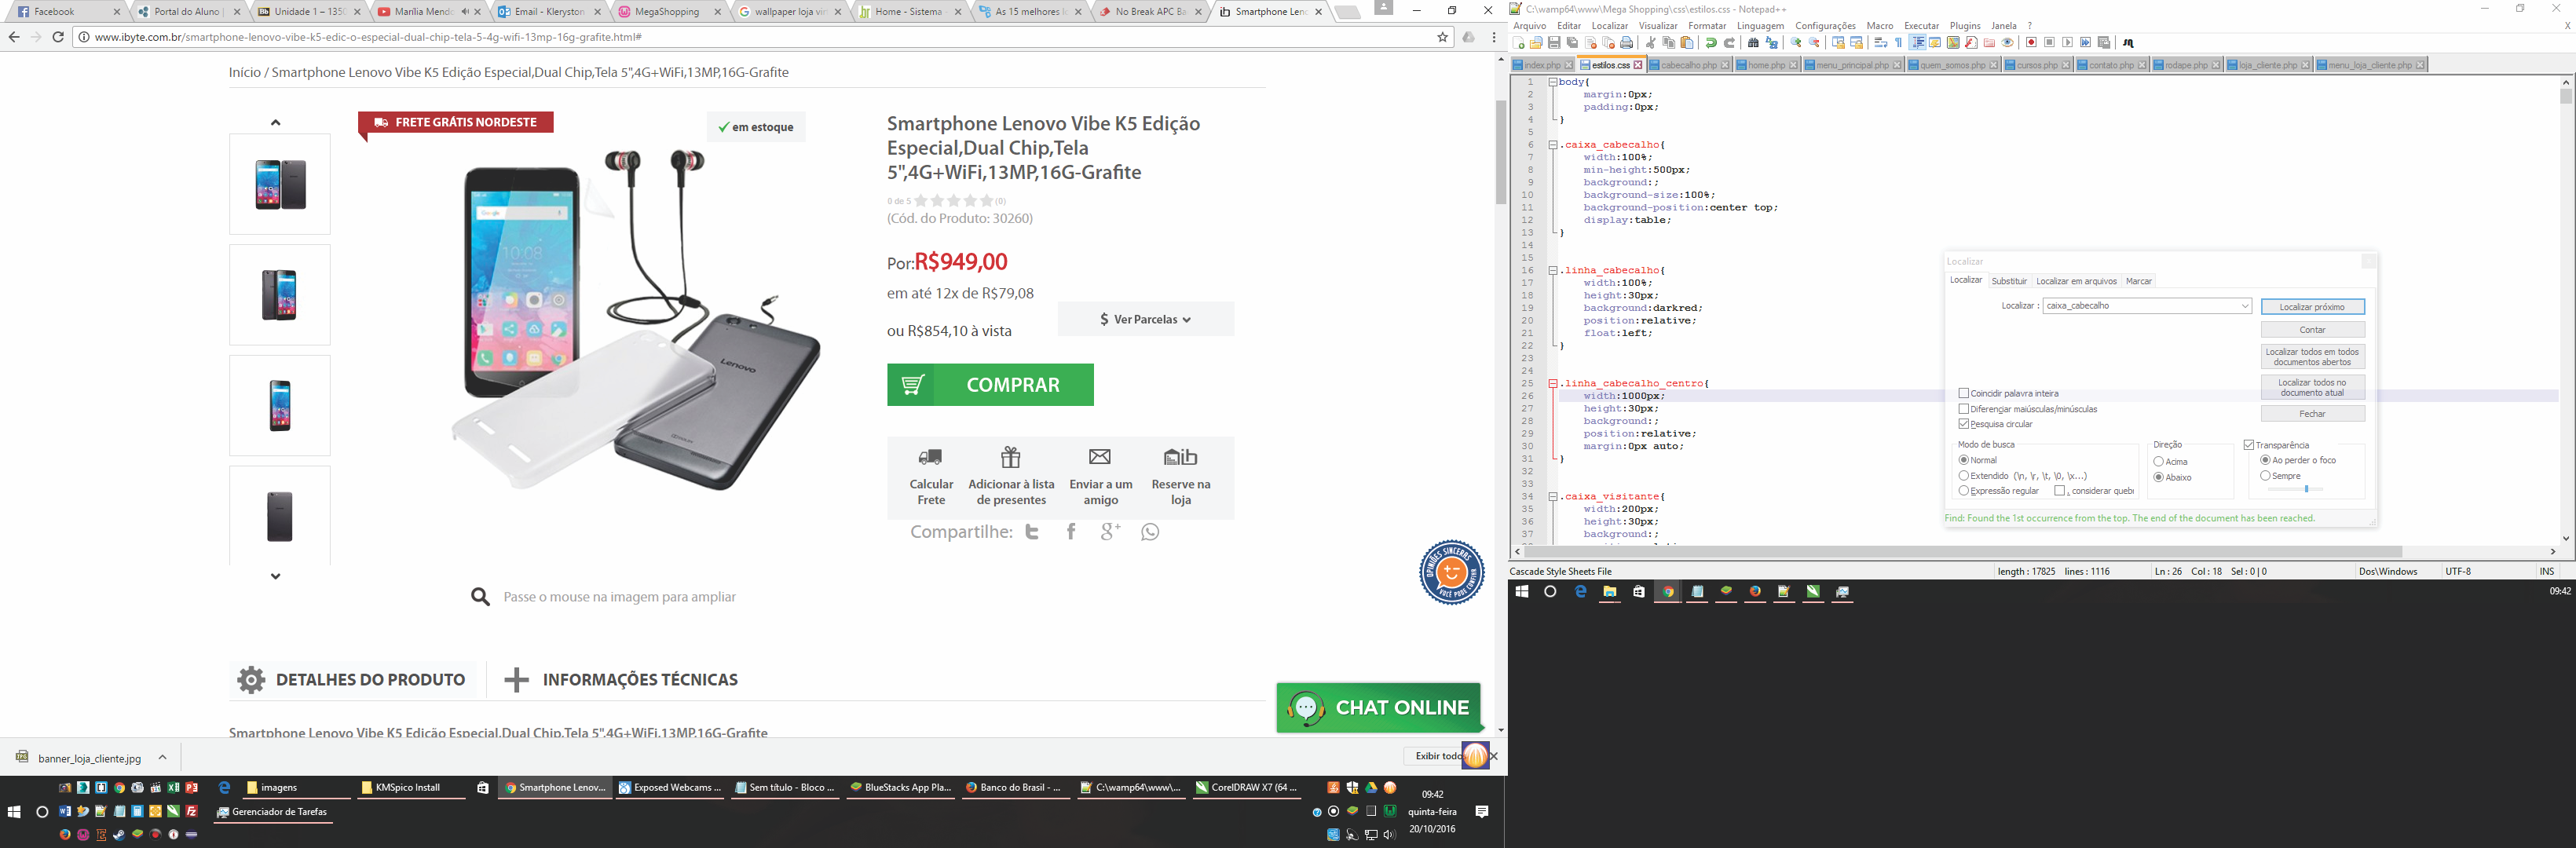 Facebook
Portal do Aluno |
Unidade 1 – 135C
Marília Mendo
Email - Kleryston
MegaShopping
wallpaper loja virt
Home - Sistema
As 15 melhores
No Break APC Ba
Smartphone Leno
www.ibyte.com.br/smartphone-lenovo-vibe-k5-edic-o-especial-dual-chip-tela-5-4g-wifi-13mp-16g-grafite.html#
Início / Smartphone Lenovo Vibe K5 Edição Especial,Dual Chip,Tela 5",4G+WiFi,13MP,16G-Grafite
FRETE GRÁTIS NORDESTE
em estoque
Google
10:08
Lenovo
Smartphone Lenovo Vibe K5 Edição
Especial,Dual Chip,Tela
5",4G+WiFi,13MP,16G-Grafite
0 de 5 (0)
(Cód. do Produto: 30260)
Por:R$949,00
em até 12x de R$79,08
$ Ver Parcelas
ou R$854,10 à vista
COMPRAR
Calcular
Frete
Adicionar à lista
de presentes
Enviar a um
amigo
Reserve na
loja
Compartilhe:
OPINIÕES SINCERAS
VOCÊ PODE CONFIAR
Passe o mouse na imagem para ampliar
DETALHES DO PRODUTO
INFORMAÇÕES TÉCNICAS
CHAT ONLINE
Smartphone Lenovo Vibe K5 Edição Especial,Dual Chip,Tela 5",4G+WiFi,13MP,16G-Grafite
banner_loja_cliente.jpg
Exibir todo
imagens
KMSpico Install
Smartphone Lenov...
Exposed Webcams ...
Sem título - Bloco ...
BlueStacks App Pla...
Banco do Brasil - ...
C:\wamp64\www\...
CorelDRAW X7 (64 ...
Gerenciador de Tarefas
09:42
quinta-feira
20/10/2016
C:\wamp64\www\Mega Shopping\css\estilos.css - Notepad++
Arquivo Editar Localizar Visualizar Formatar Linguagem Configurações Macro Executar Plugins Janela ?
index.php
estilos.css
cabecalho.php
home.php
menu_principal.php
quem_somos.php
cursos.php
contato.php
rodape.php
loja_cliente.php
menu_loja_cliente.php
1 body{
2 margin:0px;
3 padding:0px;
4 }
5
6 .caixa_cabecalho{
7 width:100%;
8 min-height:500px;
9 background:;
10 background-size:100%;
11 background-position:center top;
12 display:table;
13 }
14
15
16 .linha_cabecalho{
17 width:100%;
18 height:30px;
19 background:darkred;
20 position:relative;
21 float:left;
22 }
23
24
25 .linha_cabecalho_centro{
26 width:1000px;
27 height:30px;
28 background:;
29 position:relative;
30 margin:0px auto;
31 }
32
33
34 .caixa_visitante{
35 width:200px;
36 height:30px;
37 background:;
Localizar
Localizar Substituir Localizar em arquivos Marcar
Localizar : caixa_cabecalho
Localizar próximo
Contar
Localizar todos em todos
documentos abertos
Localizar todos no
documento atual
Fechar
Coincidir palavra inteira
Diferençiar maiúsculas/minúsculas
Pesquisa circular
Modo de busca
Normal
Extendido (\n, \r, \t, \0, \x...)
Expressão regular
. considerar queb
Direção
Acima
Abaixo
Transparência
Ao perder o foco
Sempre
Find: Found the 1st occurrence from the top. The end of the document has been reached.
Cascade Style Sheets File
length : 17825 lines : 1116
Ln : 26 Col : 18 Sel : 0 | 0
Dos\Windows
UTF-8
INS
09:42